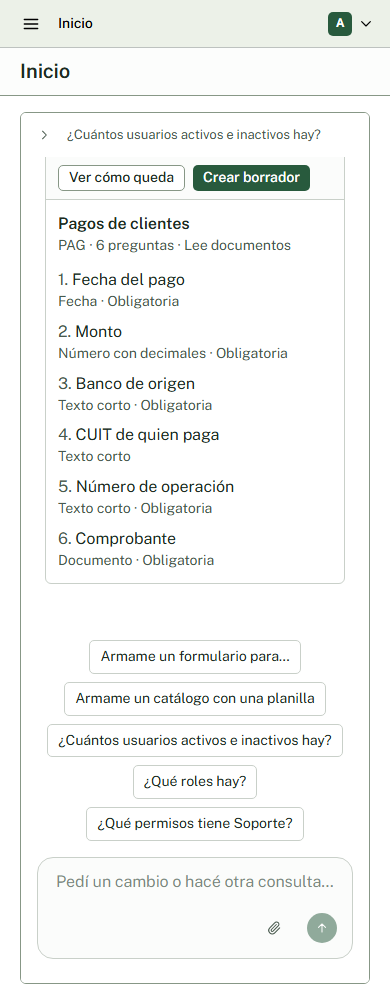 Inicio
A
Inicio
¿Cuántos usuarios activos e inactivos hay?
Ver cómo queda
Crear borrador
Pagos de clientes
PAG · 6 preguntas · Lee documentos
1. Fecha del pago
Fecha · Obligatoria
2. Monto
Número con decimales · Obligatoria
3. Banco de origen
Texto corto · Obligatoria
4. CUIT de quien paga
Texto corto
5. Número de operación
Texto corto · Obligatoria
6. Comprobante
Documento · Obligatoria
Armame un formulario para...
Armame un catálogo con una planilla
¿Cuántos usuarios activos e inactivos hay?
¿Qué roles hay?
¿Qué permisos tiene Soporte?
Pedí un cambio o hacé otra consulta...